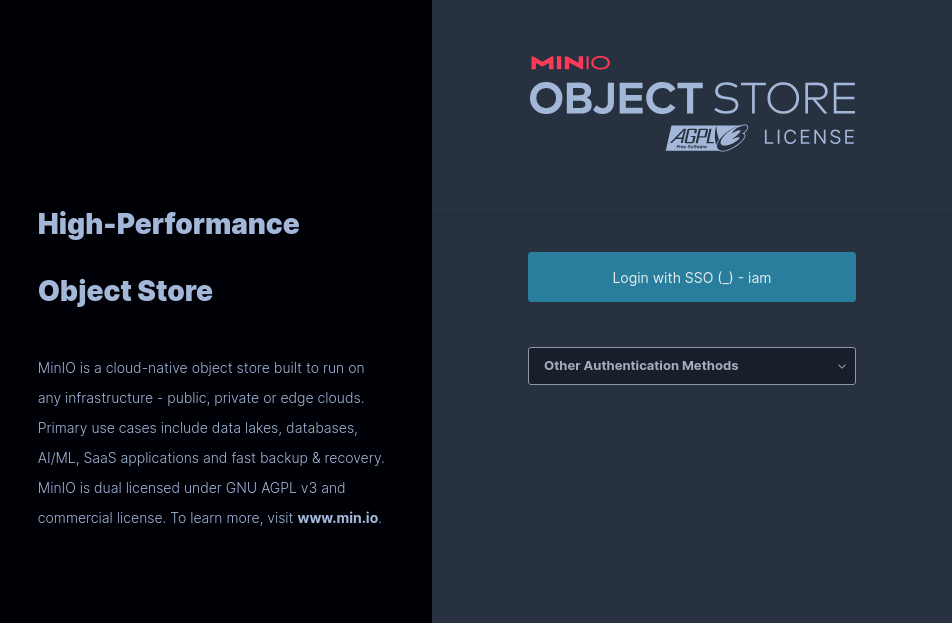 High-Performance
Object Store
MinIO is a cloud-native object store built to run on
any infrastructure - public, private or edge clouds.
Primary use cases include data lakes, databases,
AI/ML, SaaS applications and fast backup & recovery.
MinIO is dual licensed under GNU AGPL v3 and
commercial license. To learn more, visit www.min.io.
MINIO
OBJECT STORE
AGPLv3 LICENSE
Free Software
Login with SSO (_) - iam
Other Authentication Methods